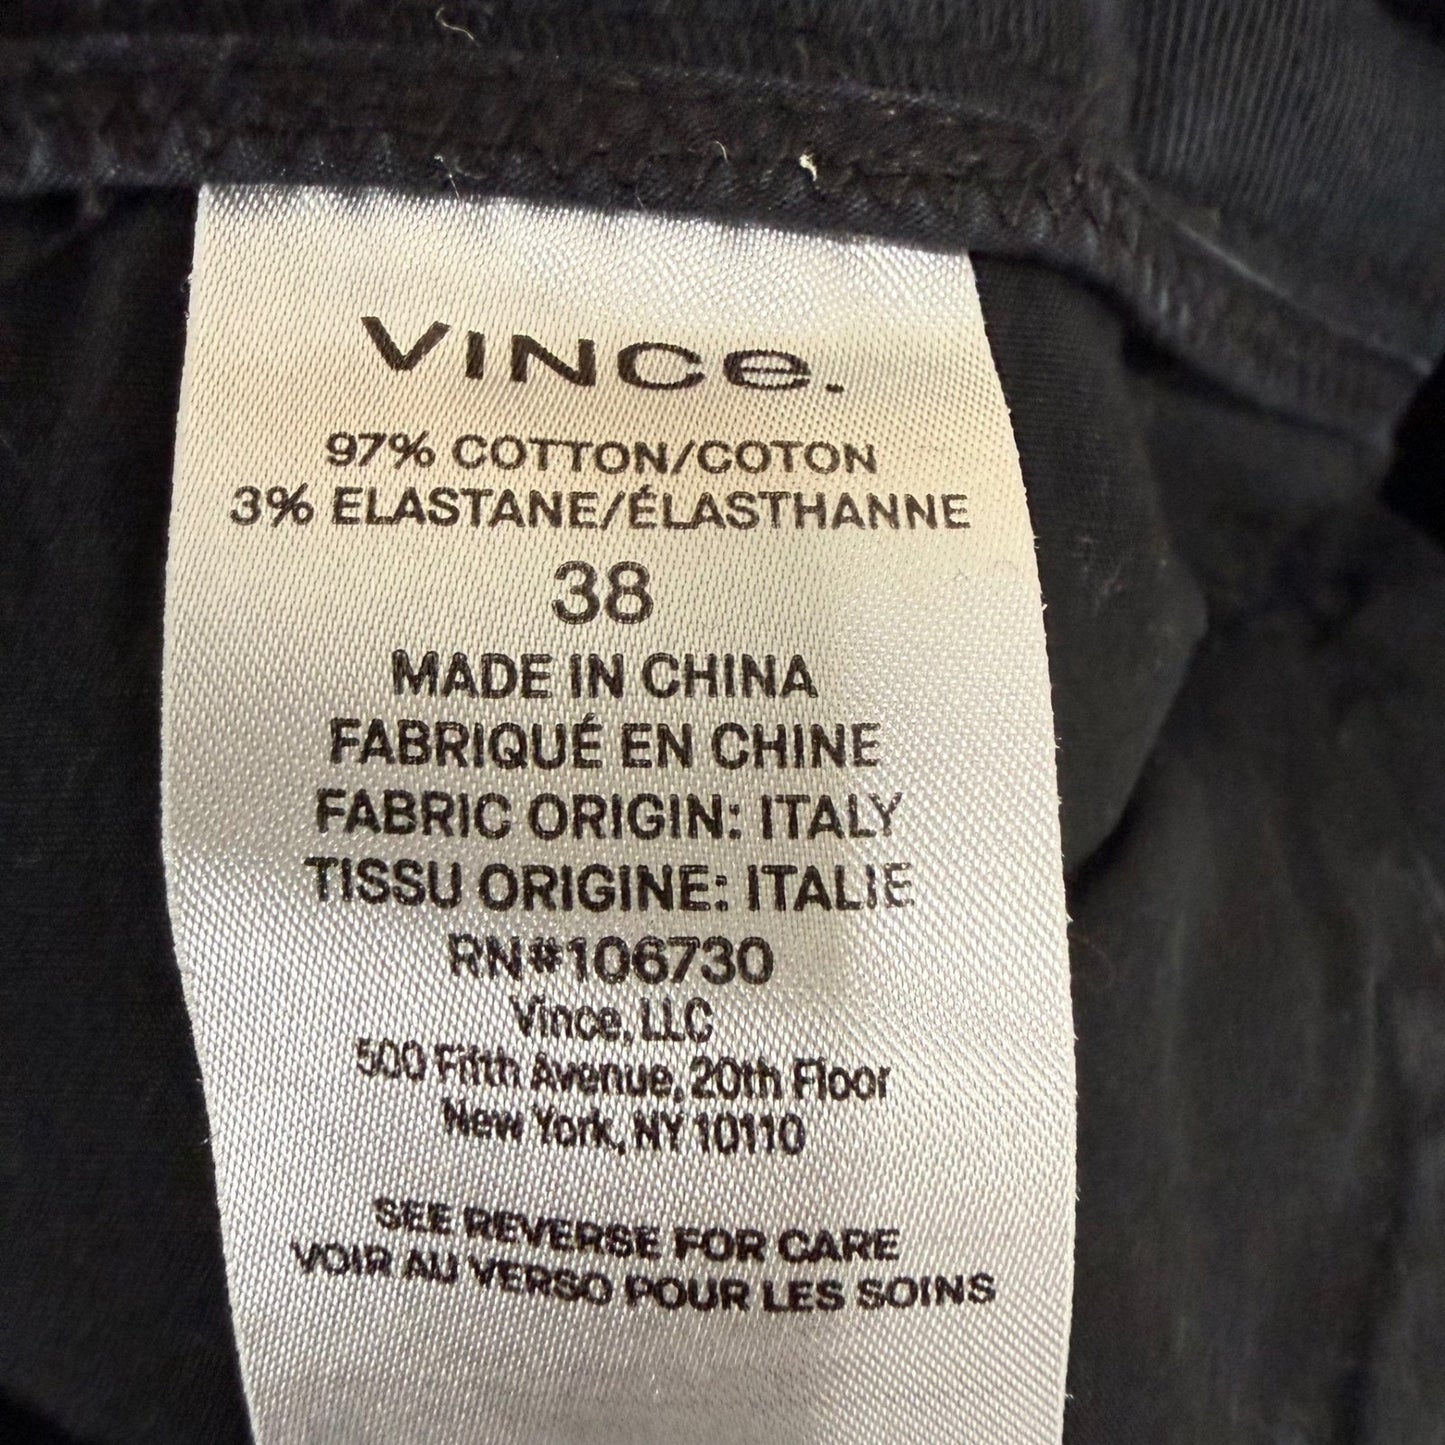 VINCe.
97% COTTON/COTON
3% ELASTANE/ÉLASTHANNE
38
MADE IN CHINA
FABRIQUÉ EN CHINE
FABRIC ORIGIN: ITALY
TISSU ORIGINE: ITALIE
RN#106730
Vince, LLC
500 Fifth Avenue, 20th Floor
New York, NY 10110
SEE REVERSE FOR CARE
VOIR AU VERSO POUR LES SOINS